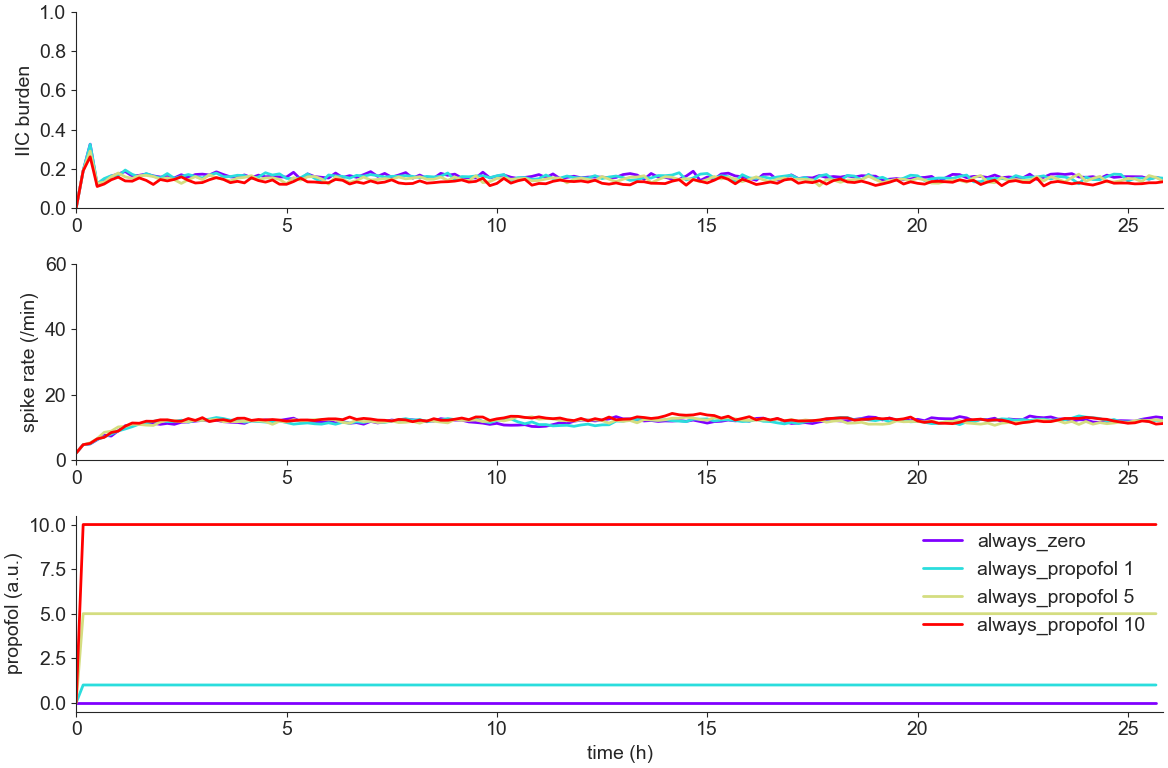 IIC burden
1.0
0.8
0.6
0.4
0.2
0.0
0 5 10 15 20 25
spike rate (/min)
60
40
20
0
0 5 10 15 20 25
propofol (a.u.)
10.0
7.5
5.0
2.5
0.0
always_zero
always_propofol 1
always_propofol 5
always_propofol 10
0 5 10 15 20 25
time (h)